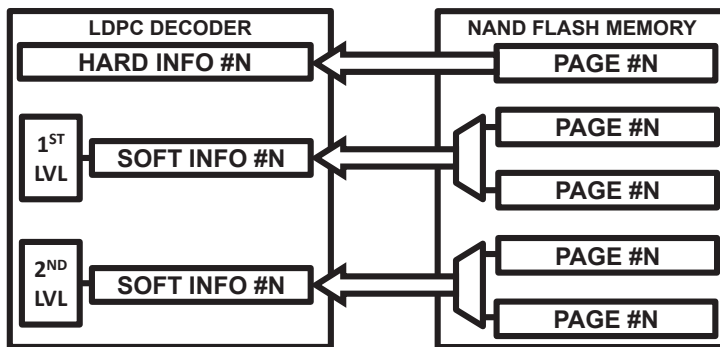 LDPC DECODER
NAND FLASH MEMORY
HARD INFO #N
PAGE #N
1ST
LVL
SOFT INFO #N
PAGE #N
PAGE #N
2ND
LVL
SOFT INFO #N
PAGE #N
PAGE #N